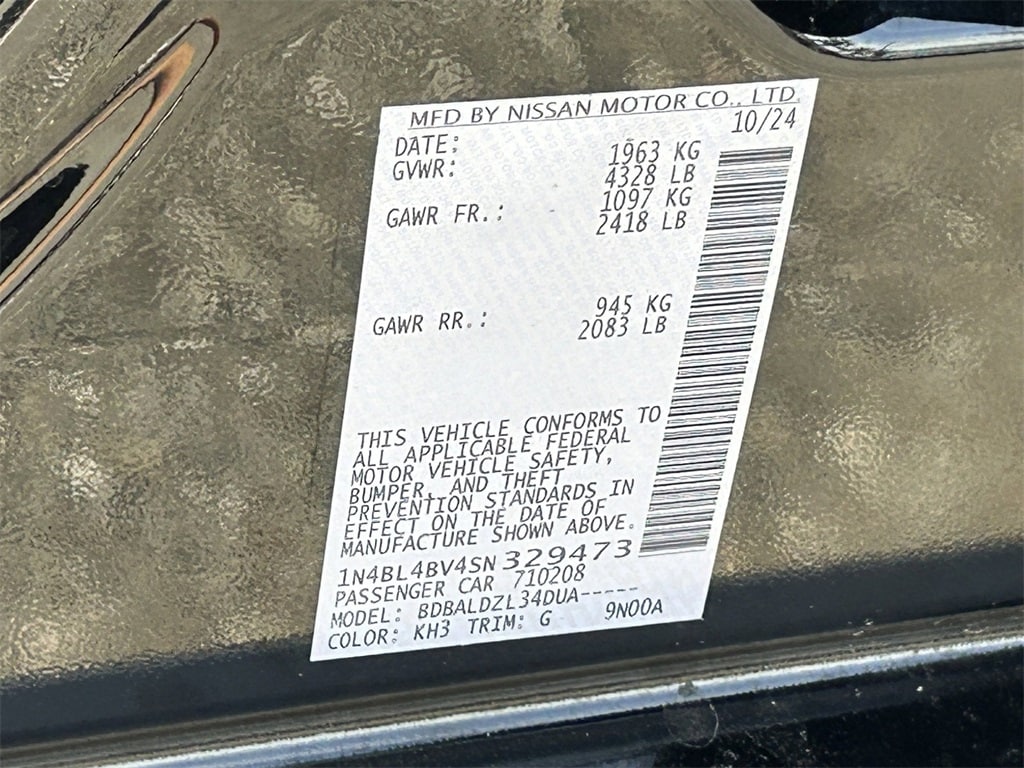 MFD BY NISSAN MOTOR CO., LTD.
DATE: 10/24
GVWR: 1963 KG
4328 LB
GAWR FR.: 1097 KG
2418 LB
GAWR RR.: 945 KG
2083 LB
THIS VEHICLE CONFORMS TO
ALL APPLICABLE FEDERAL
MOTOR VEHICLE SAFETY,
BUMPER, AND THEFT
PREVENTION STANDARDS IN
EFFECT ON THE DATE OF
MANUFACTURE SHOWN ABOVE.
1N4BL4BV4SN329473
PASSENGER CAR 710208
MODEL: BDBALDZL34DUA-----
COLOR: KH3 TRIM: G 9N00A